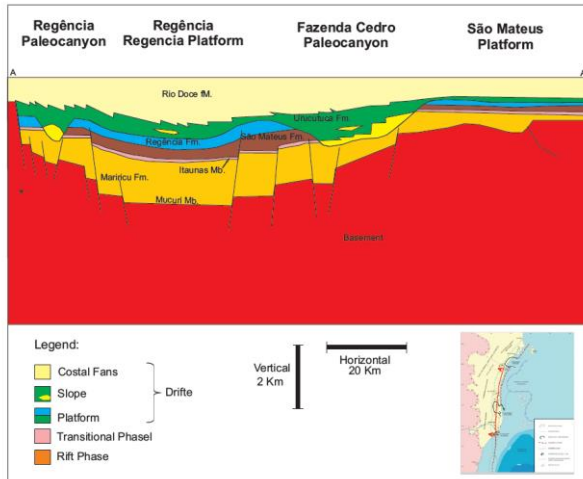 Regência
Paleocanyon
Regência
Regencia Platform
Fazenda Cedro
Paleocanyon
São Mateus
Platform
A
A
Rio Doce fM.
Urucutuca Fm.
Regência Fm.
São Mateus Fm.
Itaunas Mb.
Mariricu Fm.
Mucuri Mb.
Basement
Legend:
Costal Fans
Slope
Platform
Drifte
Transitional Phasel
Rift Phase
Vertical
2 Km
Horizontal
20 Km